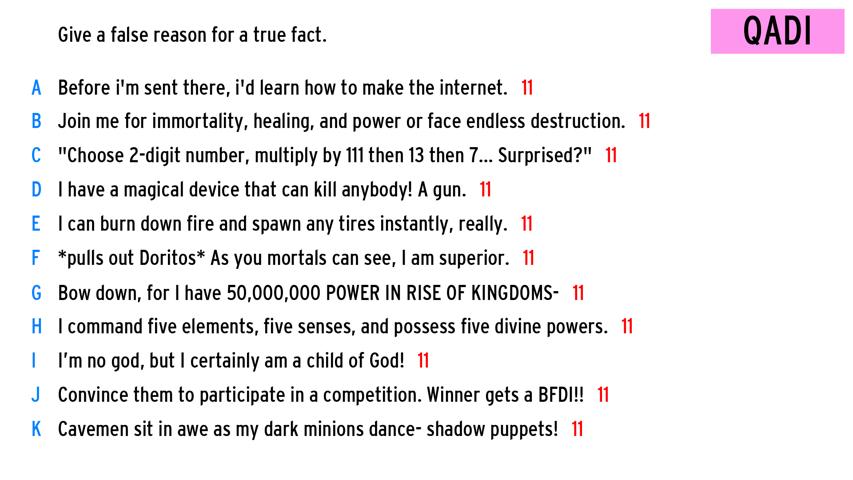 Give a false reason for a true fact.
QADI
A Before i'm sent there, i'd learn how to make the internet. 11
B Join me for immortality, healing, and power or face endless destruction. 11
C "Choose 2-digit number, multiply by 111 then 13 then 7... Surprised?" 11
D I have a magical device that can kill anybody! A gun. 11
E I can burn down fire and spawn any tires instantly, really. 11
F *pulls out Doritos* As you mortals can see, I am superior. 11
G Bow down, for I have 50,000,000 POWER IN RISE OF KINGDOMS- 11
H I command five elements, five senses, and possess five divine powers. 11
I I’m no god, but I certainly am a child of God! 11
J Convince them to participate in a competition. Winner gets a BFDI!! 11
K Cavemen sit in awe as my dark minions dance- shadow puppets! 11